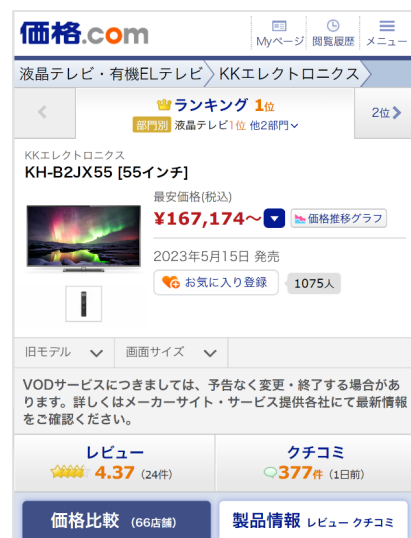 価格.com
Myページ 閲覧履歴 メニュー
液晶テレビ・有機ELテレビ KKエレクトロニクス
ランキング 1位
2位
部門別 液晶テレビ1位 他2部門
KKエレクトロニクス
KH-B2JX55 [55インチ]
最安価格(税込)
¥167,174～ 価格推移グラフ
2023年5月15日 発売
お気に入り登録 1075人
旧モデル 画面サイズ
VODサービスにつきましては、予告なく変更・終了する場合があ
ります。詳しくはメーカーサイト・サービス提供各社にて最新情報
をご確認ください。
レビュー クチコミ
4.37 (24件) 377件 (1日前)
価格比較 (66店舗) 製品情報 レビュー クチコミ